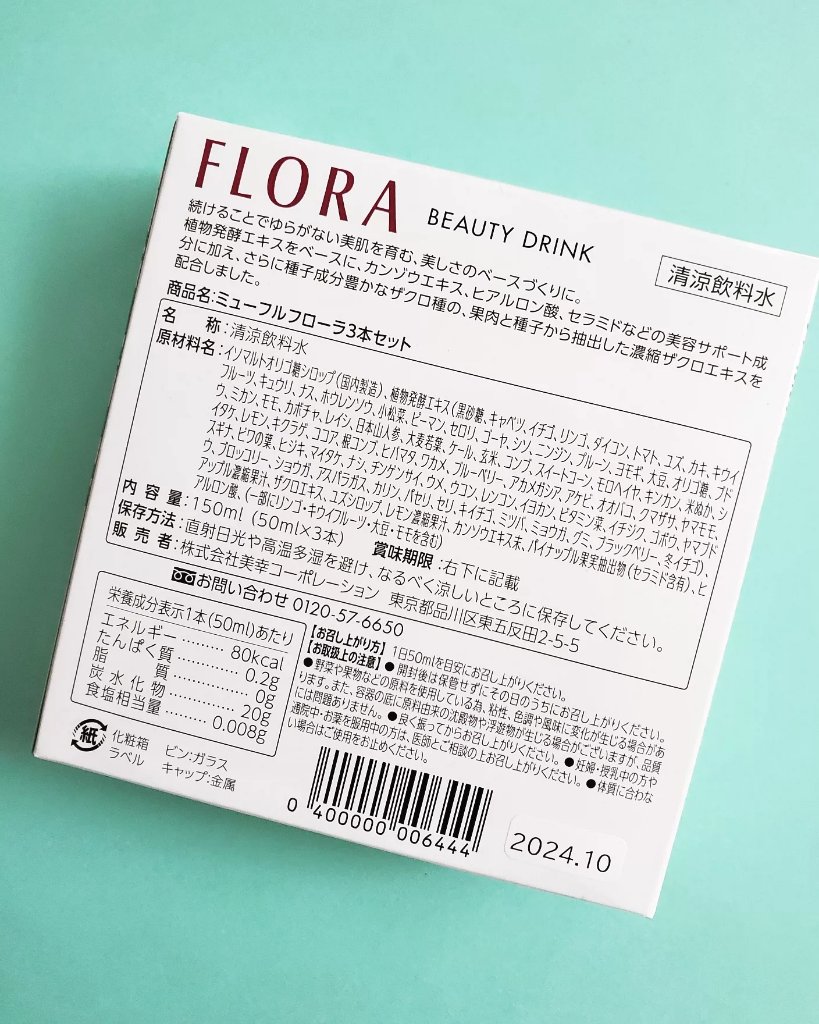 FLORA BEAUTY DRINK
清涼飲料水
続けることでゆらがない美肌を育む、美しさのベースづくりに。
植物発酵エキスをベースに、カンゾウエキス、ヒアルロン酸、セラミドなどの美容サポート成
分に加え、さらに種子成分豊かなザクロ種の、果肉と種子から抽出した濃縮ザクロエキスを
配合しました。
商品名:ミューフルフローラ3本セット
名 称:清涼飲料水
原材料名:イソマルトオリゴ糖シロップ(国内製造)、植物発酵エキス(黒砂糖、キャベツ、イチゴ、リンゴ、ダイコン、トマト、ユズ、カキ、キウイ
フルーツ、キュウリ、ナス、ホウレンソウ、小松菜、ピーマン、セロリ、ゴーヤ、シソ、ニンジン、プルーン、ヨモギ、大豆、オリゴ糖、ブド
ウ、ミカン、モモ、カボチャ、レイシ、日本山人参、大麦若葉、ケール、玄米、コンブ、スイートコーン、モロヘイヤ、キンカン、米ぬか、シ
イタケ、レモン、キクラゲ、ココア、根コンブ、ヒバマタ、ワカメ、ブルーベリー、アカメガシア、アケビ、オオバコ、クマザサ、ヤマモモ、
スギナ、ビワの葉、ヒジキ、マイタケ、ナシ、チンゲンサイ、ウメ、ウコン、レンコン、イヨカン、ビタミン菜、イチジク、コボウ、ヤマブド
ウ、ブロッコリー、ショウガ、アスパラガス、カリン、パセリ、セリ、キイチゴ、ミツバ、ミョウガ、グミ、ブラックベリー、冬イチゴ)、
アップル濃縮果汁、ザクロエキス、ユズシロップ、レモン濃縮果汁、カンゾウエキス末、パイナップル果実抽出物(セラミド含有)、ヒ
アルロン酸、(一部にリンゴ・キウイフルーツ・大豆・モモを含む)
内 容 量:150ml (50ml×3本) 賞味期限:右下に記載
保存方法:直射日光や高温多湿を避け、なるべく涼しいところに保存してください。
販 売 者:株式会社美幸コーポレーション 東京都品川区東五反田2-5-5
お問い合わせ 0120-57-6650
栄養成分表示1本(50ml)あたり
エネルギー……… 80kcal
たんぱく質……… 0.2g
脂 質……… 0g
炭水化物……… 20g
食塩相当量……… 0.008g
【お召し上がり方】 1日50mlを目安にお召し上がりください。
【お取扱上の注意】 ●開封後は保管せずにその日のうちにお召し上がりください。
●野菜や果物などの原料を使用している為、粘性、色調や風味に変化が生じる場合があ
ります。また、容器の底に原料由来の沈殿物や浮遊物が生じる場合がございますが、品質
には問題ありません。 ●良く振ってからお召し上がりください。 ●妊婦・授乳中の方や
通院中・お薬を服用中の方は、医師とご相談の上お召し上がりください。 ●体質に合わな
い場合はご使用をお止めください。
紙 化粧箱 ビン:ガラス
ラベル キャップ:金属
0 400000 006444
2024.10